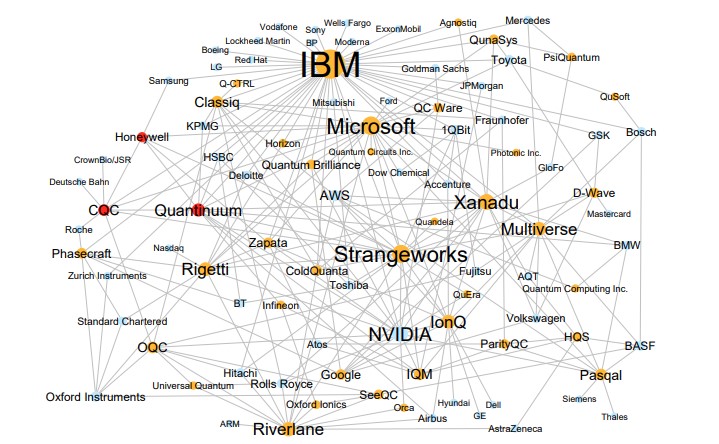 Vodafone
Sony
Wells Fargo
ExxonMobil
Agnostiq
Mercedes
Lockheed Martin
BP
Moderna
QunaSys
Boeing
Red Hat
IBM
Toyota
PsiQuantum
LG
Goldman Sachs
Samsung
Q-CTRL
JPMorgan
Classiq
Mitsubishi
Ford
QC Ware
QuSoft
KPMG
Microsoft
Fraunhofer
1QBit
Honeywell
GSK
Bosch
Horizon
Quantum Circuits Inc.
Photonic Inc.
CrownBio/JSR
HSBC
Quantum Brilliance
Dow Chemical
GloFo
Deutsche Bahn
Deloitte
Accenture
AWS
D-Wave
CQC
Quantinuum
Xanadu
Mastercard
Roche
Quandela
Multiverse
Phasecraft
Nasdaq
Zapata
Strangeworks
BMW
Zurich Instruments
Rigetti
ColdQuanta
Fujitsu
AQT
Toshiba
Quantum Computing Inc.
BT
Infineon
QuEra
Standard Chartered
IonQ
Volkswagen
NVIDIA
OQC
Atos
ParityQC
HQS
BASF
Hitachi
Google
IQM
Pasqal
Universal Quantum
Rolls Royce
Oxford Instruments
SeeQC
Siemens
Oxford Ionics
Orca
Hyundai
Dell
ARM
Riverlane
Airbus
GE
Thales
AstraZeneca